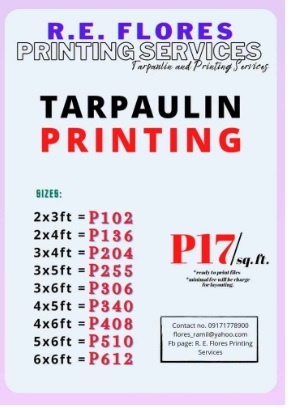 R.E. FLORES
PRINTING SERVICES
Tarpaulin and Printing Services
TARPAULIN
PRINTING
SIZES:
2x3ft = P102
2x4ft = P136
3x4ft = P204
3x5ft = P255
3x6ft = P306
4x5ft = P340
4x6ft = P408
5x6ft = P510
6x6ft = P612
P17/sq.ft.
*ready to print files
*minimal fee will be charge
for layouting.
Contact no. 09171778900
flores_ramil@yahoo.com
Fb page: R. E. Flores Printing
Services